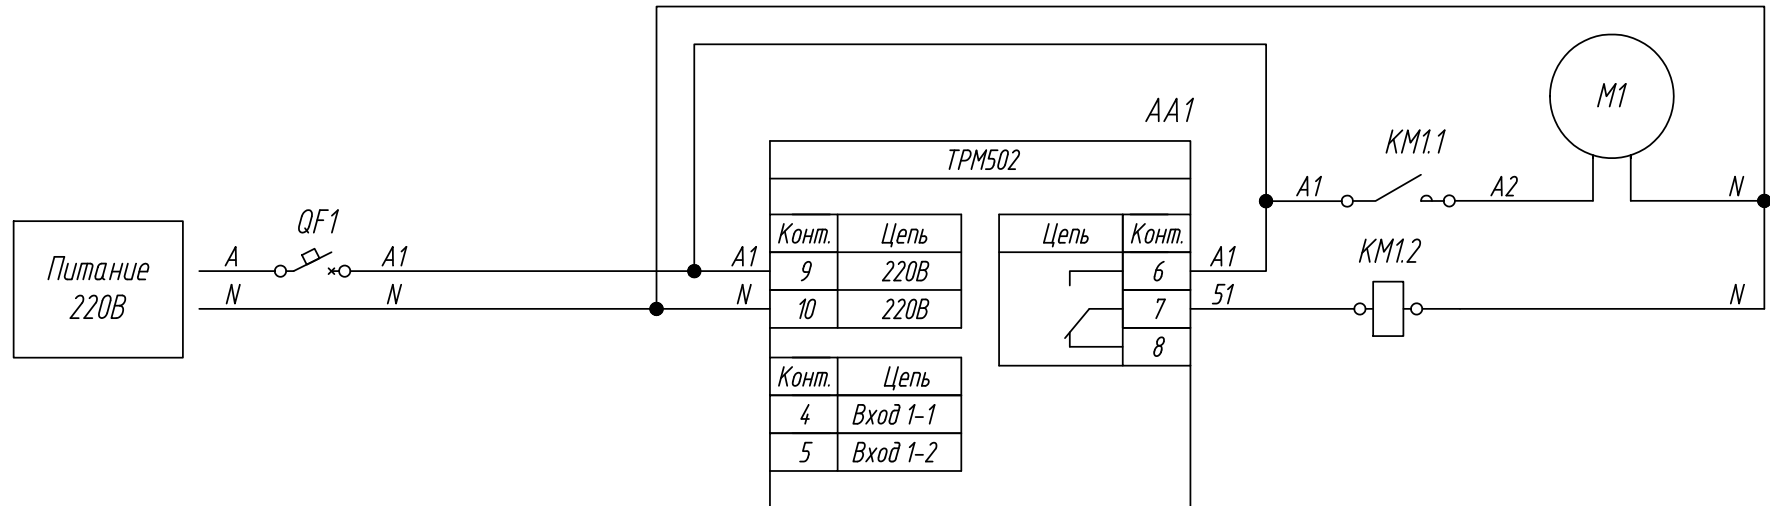 AA1
M1
KM1.1
ТРМ502
A1
A2
N
QF1
Конт.
Цепь
Цепь
Конт.
KM1.2
Питание
220В
A
A1
A1
9
220В
6
A1
N
N
N
10
220В
7
51
N
8
Конт.
Цепь
4
Вход 1-1
5
Вход 1-2